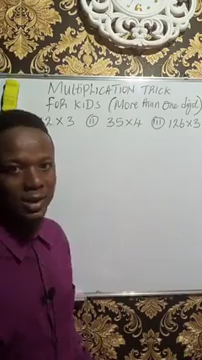 MULTIPLICATION TRICK
FOR KIDS (More than One digit)
2 x 3 (ii) 35 x 4 (iii) 126 x 3